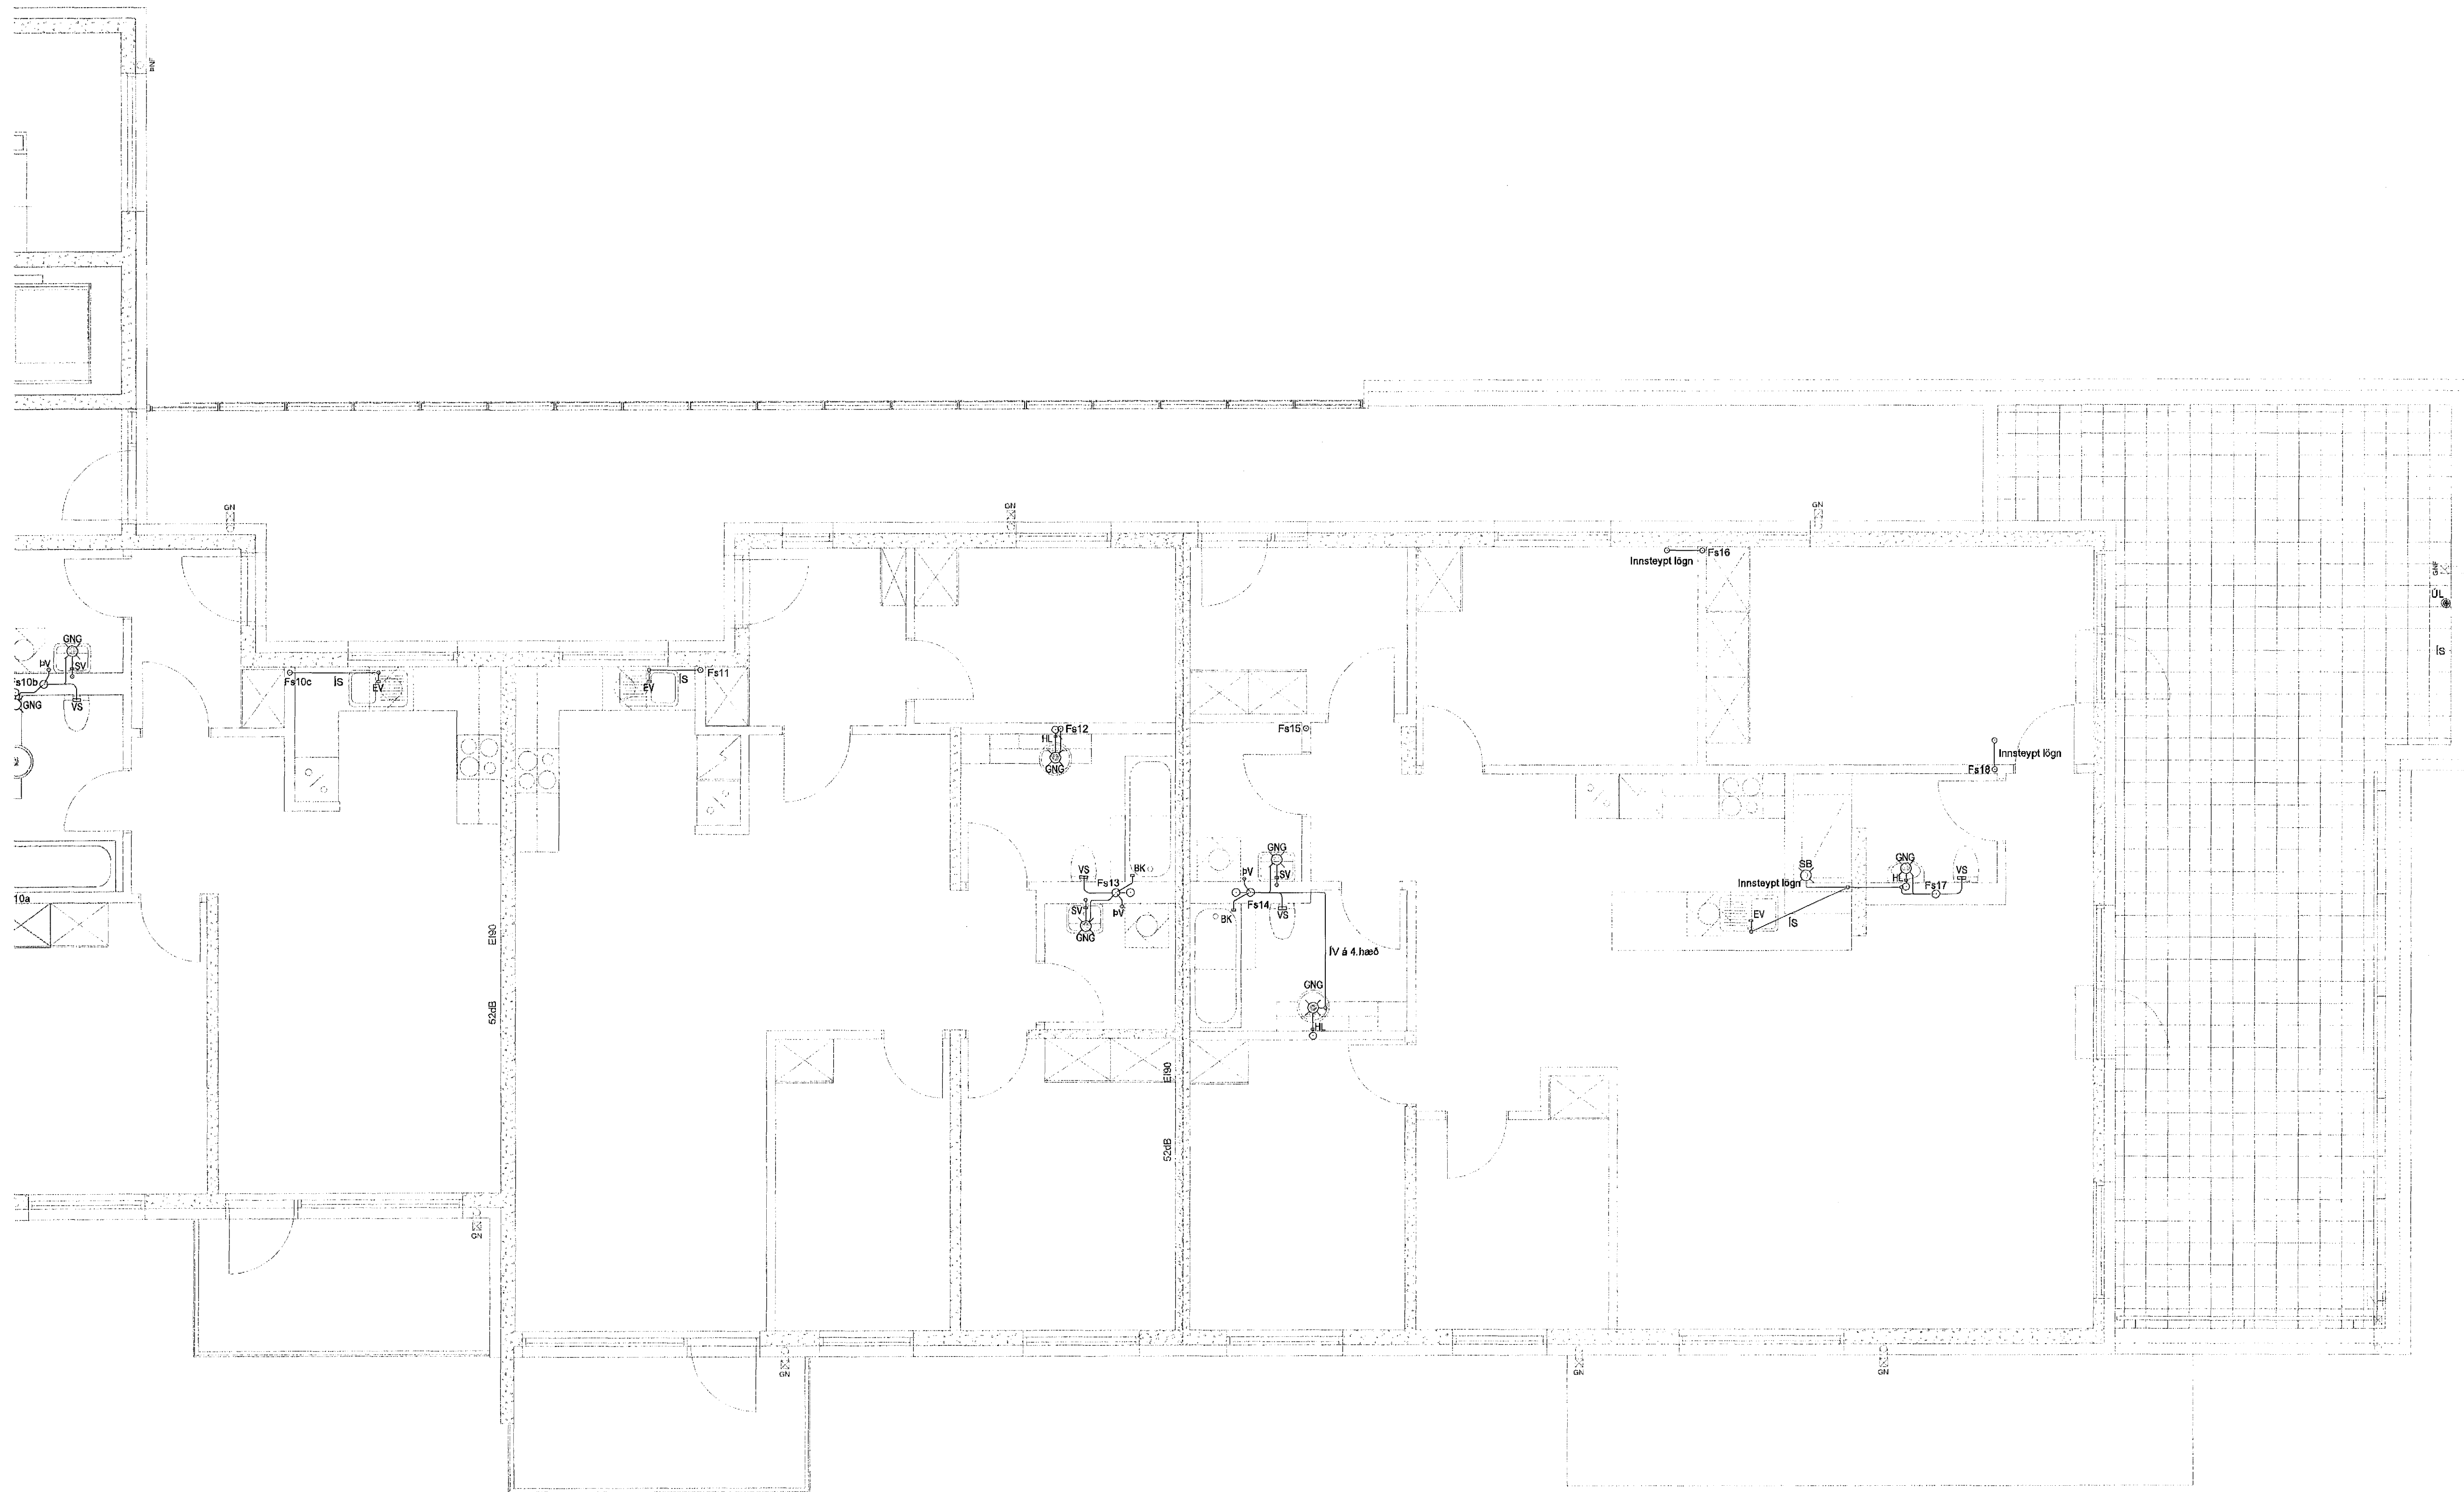 ÞNF
GN
GN
GN
Fs16
Innsteypt lögn
GNF
ÚL
ÍS
GNG
ÞV
SV
Fs10b
GNG
VS
Fs10c
ÍS
EV
EV
ÍS
Fs11
Fs12
HL
GNG
Fs15
Innsteypt lögn
Fs18
VS
BK
Fs13
SV
ÞV
GNG
GNG
ÞV
SV
Fs14
BK
VS
SB
Innsteypt lögn
GNG
HL
Fs17
VS
EV
ÍS
10a
EI90
52dB
ÍV á 4.hæð
GNG
HL
EI90
52dB
GN
GN
GN
GN